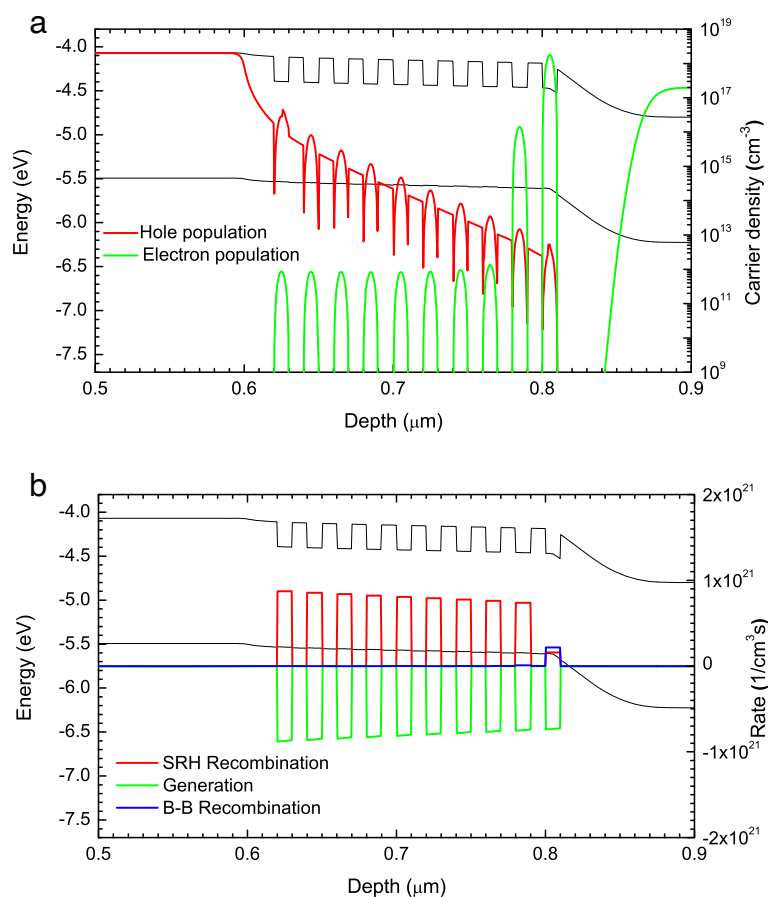 a
-4.0
-4.5
-5.0
-5.5
-6.0
-6.5
-7.0
-7.5
Energy (eV)
Hole population
Electron population
10^19
10^17
10^15
10^13
10^11
10^9
Carrier density (cm^-3)
0.5 0.6 0.7 0.8 0.9
Depth (μm)
b
-4.0
-4.5
-5.0
-5.5
-6.0
-6.5
-7.0
-7.5
Energy (eV)
SRH Recombination
Generation
B-B Recombination
2x10^21
1x10^21
0
-1x10^21
-2x10^21
Rate (1/cm^3s)
0.5 0.6 0.7 0.8 0.9
Depth (μm)